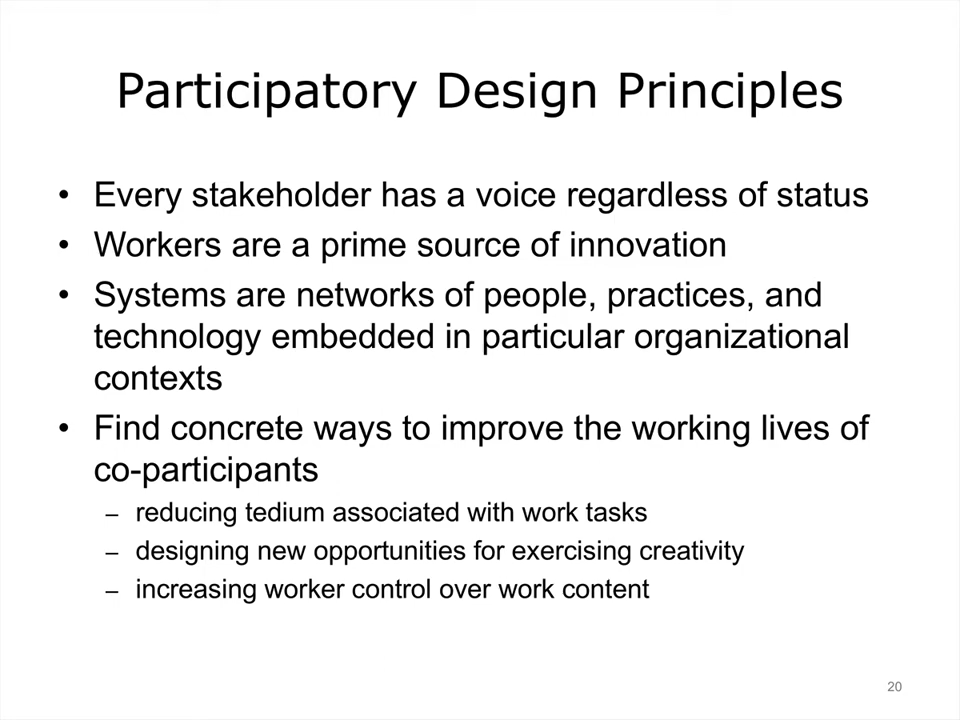 Participatory Design Principles
• Every stakeholder has a voice regardless of status
• Workers are a prime source of innovation
• Systems are networks of people, practices, and
technology embedded in particular organizational
contexts
• Find concrete ways to improve the working lives of
co-participants
– reducing tedium associated with work tasks
– designing new opportunities for exercising creativity
– increasing worker control over work content
20